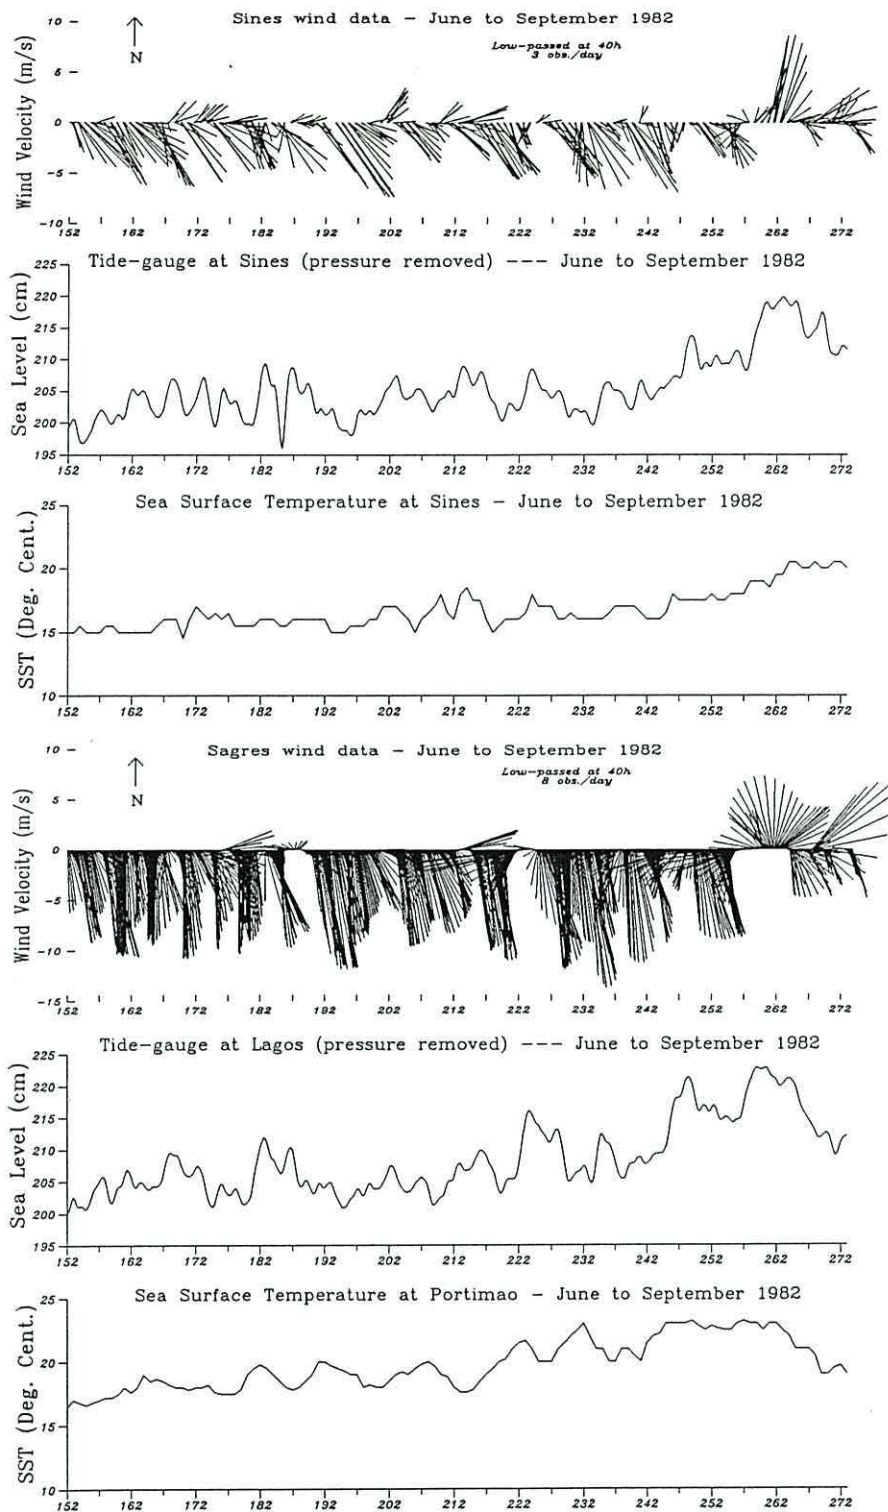 Sines wind data - June to September 1982
Low-passed at 40h
3 obs./day
N
Wind Velocity (m/s)
10
5
0
-5
-10
152 162 172 182 192 202 212 222 232 242 252 262 272
Tide-gauge at Sines (pressure removed) --- June to September 1982
Sea Level (cm)
225
220
215
210
205
200
195
152 162 172 182 192 202 212 222 232 242 252 262 272
Sea Surface Temperature at Sines - June to September 1982
SST (Deg. Cent.)
25
20
15
10
152 162 172 182 192 202 212 222 232 242 252 262 272
Sagres wind data - June to September 1982
Low-passed at 40h
8 obs./day
N
Wind Velocity (m/s)
10
5
0
-5
-10
-15
152 162 172 182 192 202 212 222 232 242 252 262 272
Tide-gauge at Lagos (pressure removed) --- June to September 1982
Sea Level (cm)
225
220
215
210
205
200
195
152 162 172 182 192 202 212 222 232 242 252 262 272
Sea Surface Temperature at Portimao - June to September 1982
SST (Deg. Cent.)
25
20
15
10
152 162 172 182 192 202 212 222 232 242 252 262 272